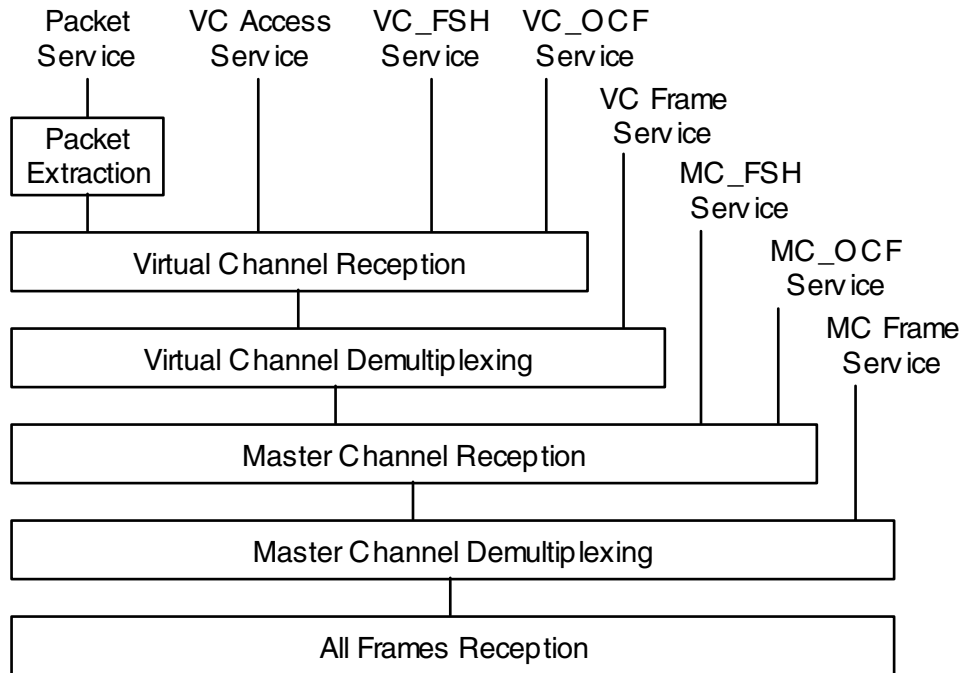 Packet
Service
VC Access
Service
VC_FSH
Service
VC_OCF
Service
VC Frame
Service
Packet
Extraction
MC_FSH
Service
Virtual Channel Reception
MC_OCF
Service
MC Frame
Service
Virtual Channel Demultiplexing
Master Channel Reception
Master Channel Demultiplexing
All Frames Reception